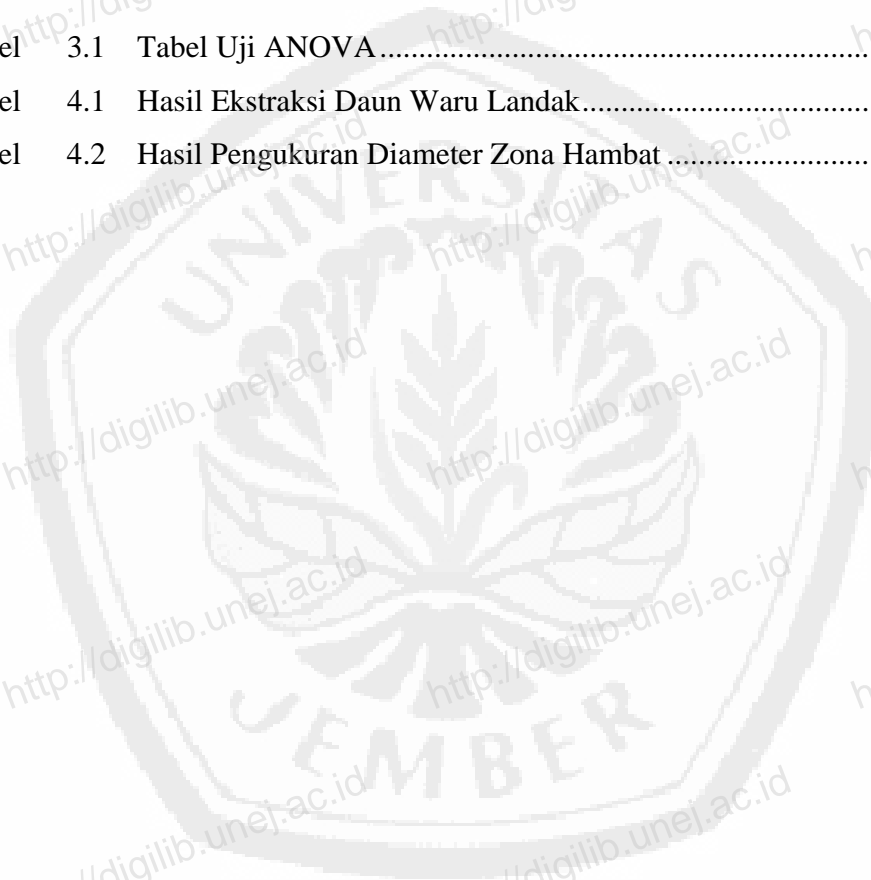 http://dig
el 3.1 Tabel Uji ANOVA
el 4.1 Hasil Ekstraksi Daun Waru Landak
el 4.2 Hasil Pengukuran Diameter Zona Hambat
UNIVERSITAS
http://digilib.unej.ac.id
http://digilib.unej.ac.id
http://digilib.unej.ac.id
http://digilib.unej.ac.id
http://digilib.unej.ac.id
http://digilib.unej.ac.id
JEMBER
//digilib.unej.ac.id
//digilib.unej.ac.id